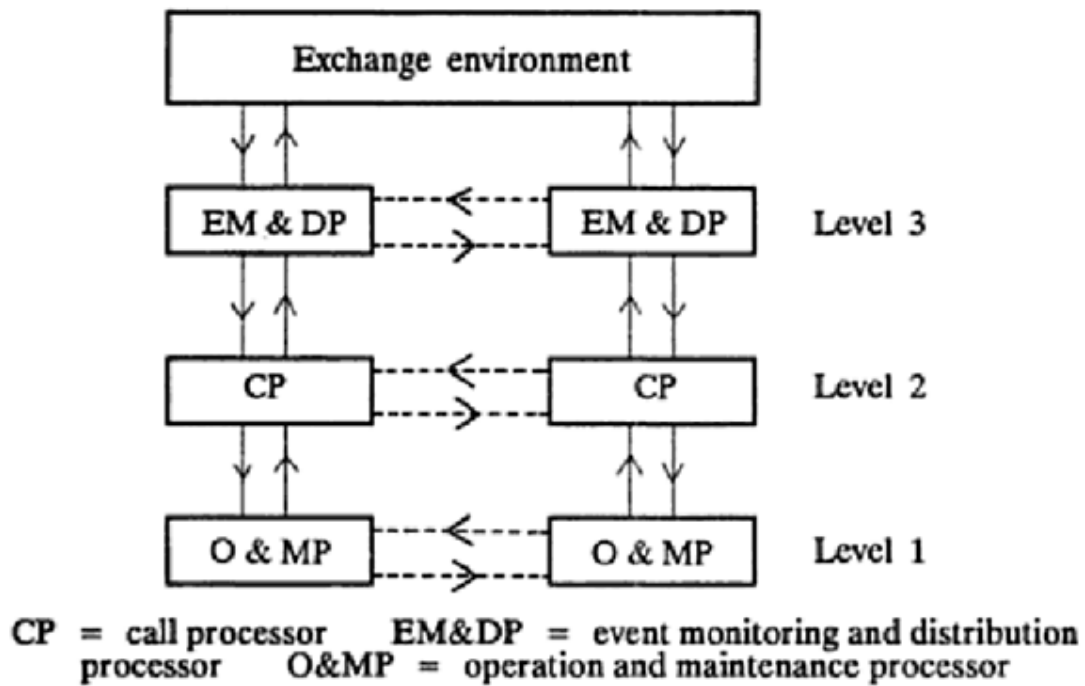 Exchange environment
EM & DP EM & DP Level 3
CP CP Level 2
O & MP O & MP Level 1
CP = call processor EM&DP = event monitoring and distribution
processor O&MP = operation and maintenance processor